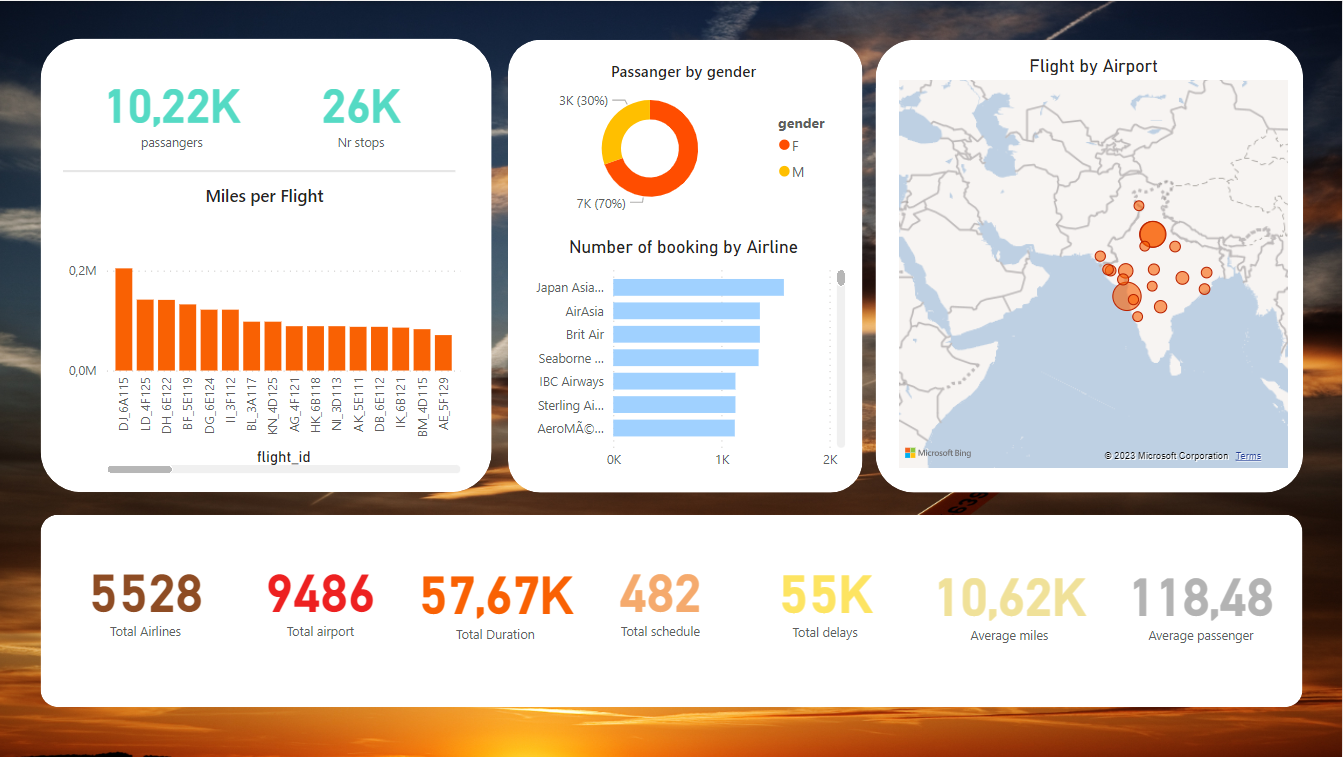 10,22K
passangers
26K
Nr stops
Miles per Flight
0,2M
0,0M
DJ_6A115
LD_4F125
DH_6E122
BF_5E119
DG_6E124
II_3F112
BL_3A117
KN_4D125
AG_4F121
HK_6B118
NI_3D113
AK_5E111
DB_6E112
IK_6B121
BM_4D115
AE_5F129
flight_id
Passanger by gender
3K (30%)
7K (70%)
gender
F
M
Number of booking by Airline
Japan Asia...
AirAsia
Brit Air
Seaborne ...
IBC Airways
Sterling Ai...
AeroMÃ©...
0K
1K
2K
Flight by Airport
Microsoft Bing
© 2023 Microsoft Corporation Terms
5528
Total Airlines
9486
Total airport
57,67K
Total Duration
482
Total schedule
55K
Total delays
10,62K
Average miles
118,48
Average passenger